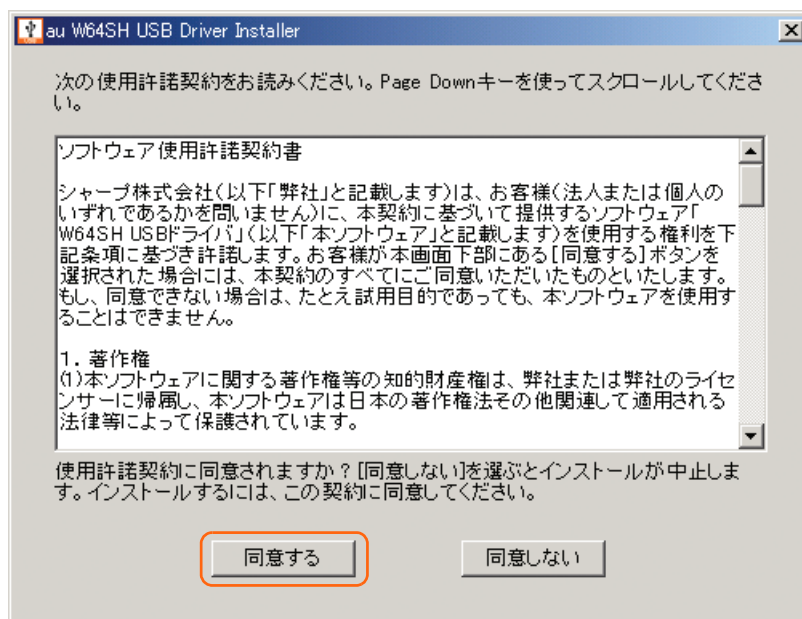 au W64SH USB Driver Installer
次の使用許諾契約をお読みください。Page Downキーを使ってスクロールしてくださ
い。
ソフトウェア使用許諾契約書
シャープ株式会社(以下「弊社」と記載します)は、お客様(法人または個人の
いずれであるかを問いません)に、本契約に基づいて提供するソフトウェア「
W64SH USBドライバ」(以下「本ソフトウェア」と記載します)を使用する権利を下
記条項に基づき許諾します。お客様が本画面下部にある[同意する]ボタンを
選択された場合には、本契約のすべてにご同意いただいたものといたします。
もし、同意できない場合は、たとえ試用目的であっても、本ソフトウェアを使用す
ることはできません。
1. 著作権
(1)本ソフトウェアに関する著作権等の知的財産権は、弊社または弊社のライセ
ンサーに帰属し、本ソフトウェアは日本の著作権法その他関連して適用される
法律等によって保護されています。
使用許諾契約に同意されますか?[同意しない]を選ぶとインストールが中止しま
す。インストールするには、この契約に同意してください。
同意する
同意しない